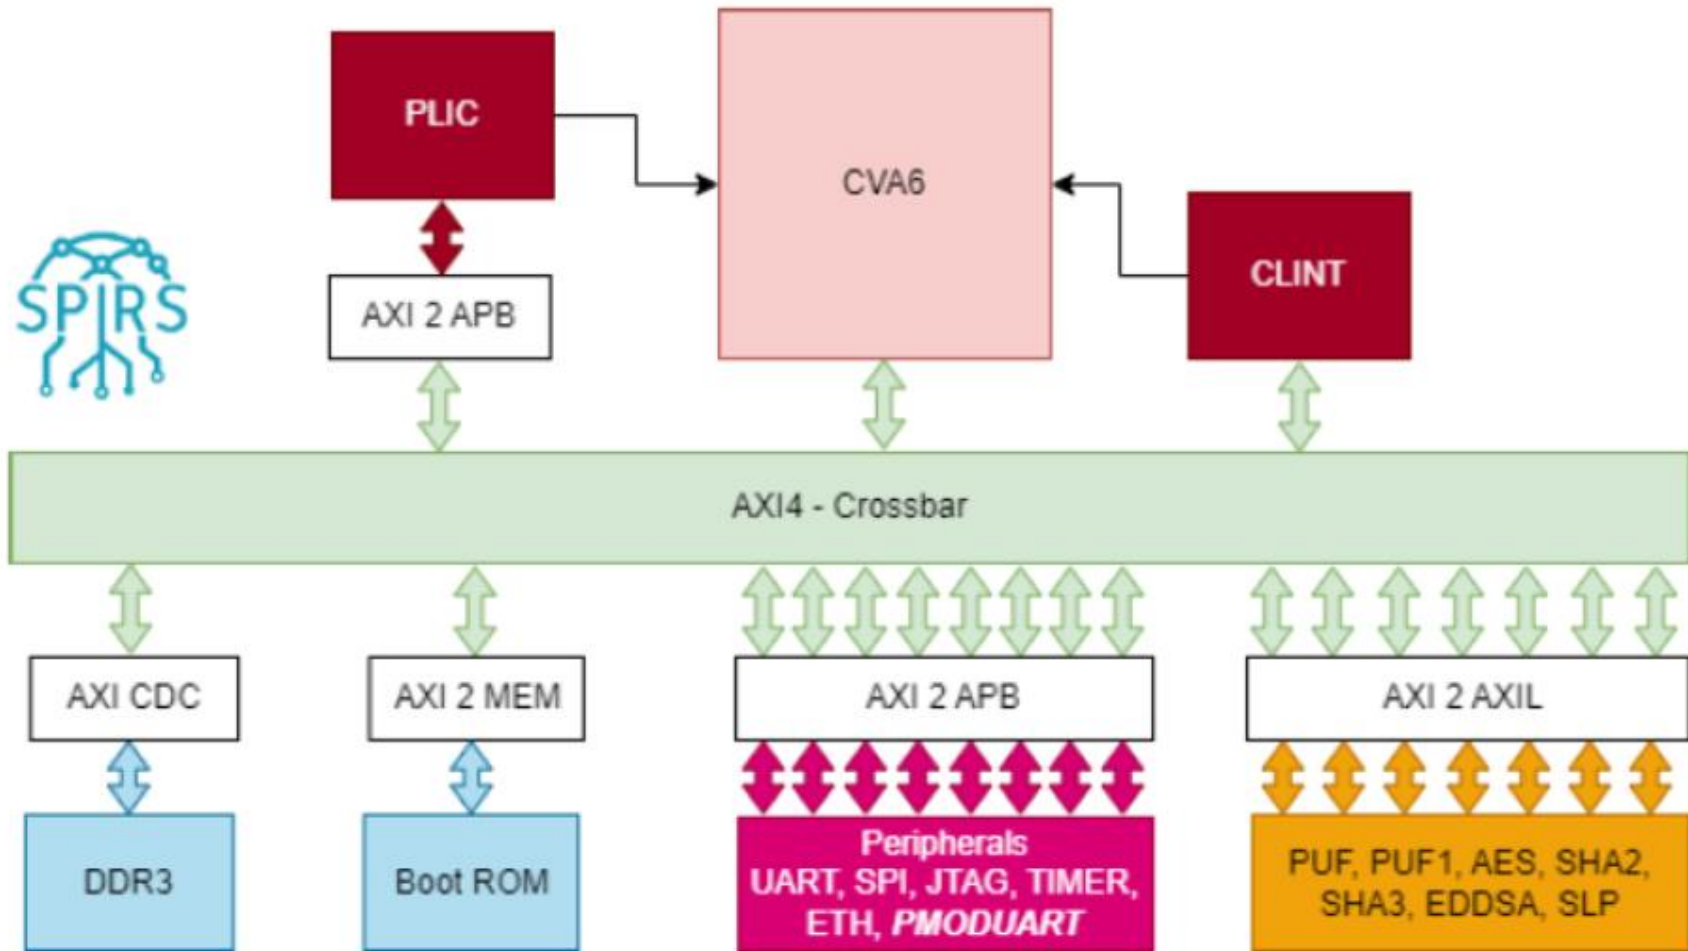 PLIC
CVA6
CLINT
SPIRS
AXI 2 APB
AXI4 - Crossbar
AXI CDC
AXI 2 MEM
AXI 2 APB
AXI 2 AXIL
DDR3
Boot ROM
Peripherals
UART, SPI, JTAG, TIMER,
ETH, PMODUART
PUF, PUF1, AES, SHA2,
SHA3, EDDSA, SLP